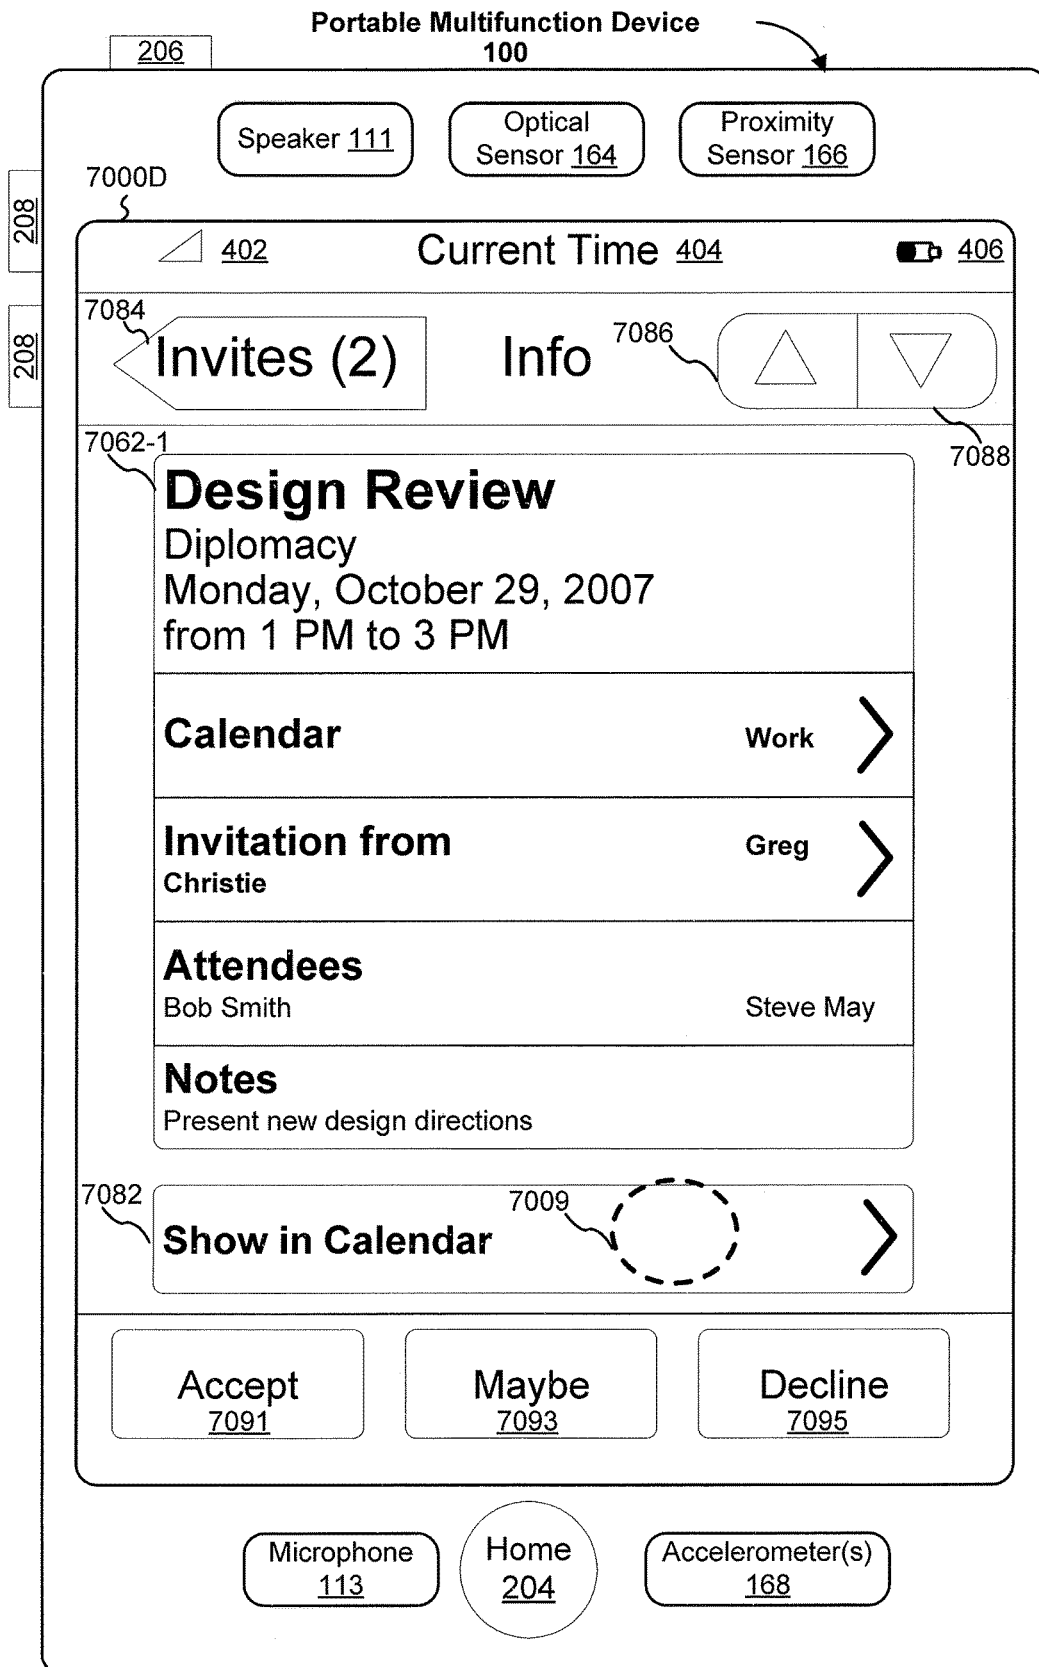 Portable Multifunction Device
100
206
Speaker 111
Optical
Sensor 164
Proximity
Sensor 166
7000D
208
402 Current Time 404 406
7084
Invites (2) Info 7086
208
7088
7062-1
Design Review
Diplomacy
Monday, October 29, 2007
from 1 PM to 3 PM
Calendar Work
Invitation from Greg
Christie
Attendees
Bob Smith Steve May
Notes
Present new design directions
7082
7009
Show in Calendar
Accept
7091
Maybe
7093
Decline
7095
Microphone
113
Home
204
Accelerometer(s)
168